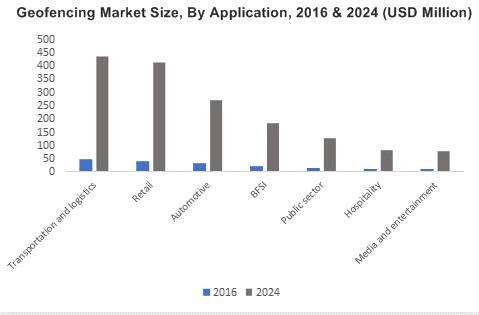 Geofencing Market Size, By Application, 2016 & 2024 (USD Million)
500
450
400
350
300
250
200
150
100
50
0
Transportation and logistics
Retail
Automotive
BFSI
Public sector
Hospitality
Media and entertainment
2016 2024